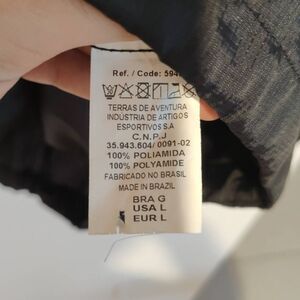 Ref. / Code: 594
TERRAS DE AVENTURA
INDÚSTRIA DE ARTIGOS
ESPORTIVOS S.A
C.N.P.J
35.943.604/ 0091-02
100% POLIAMIDA
100% POLYAMIDE
FABRICADO NO BRASIL
MADE IN BRAZIL
BRA G
USA L
EUR L